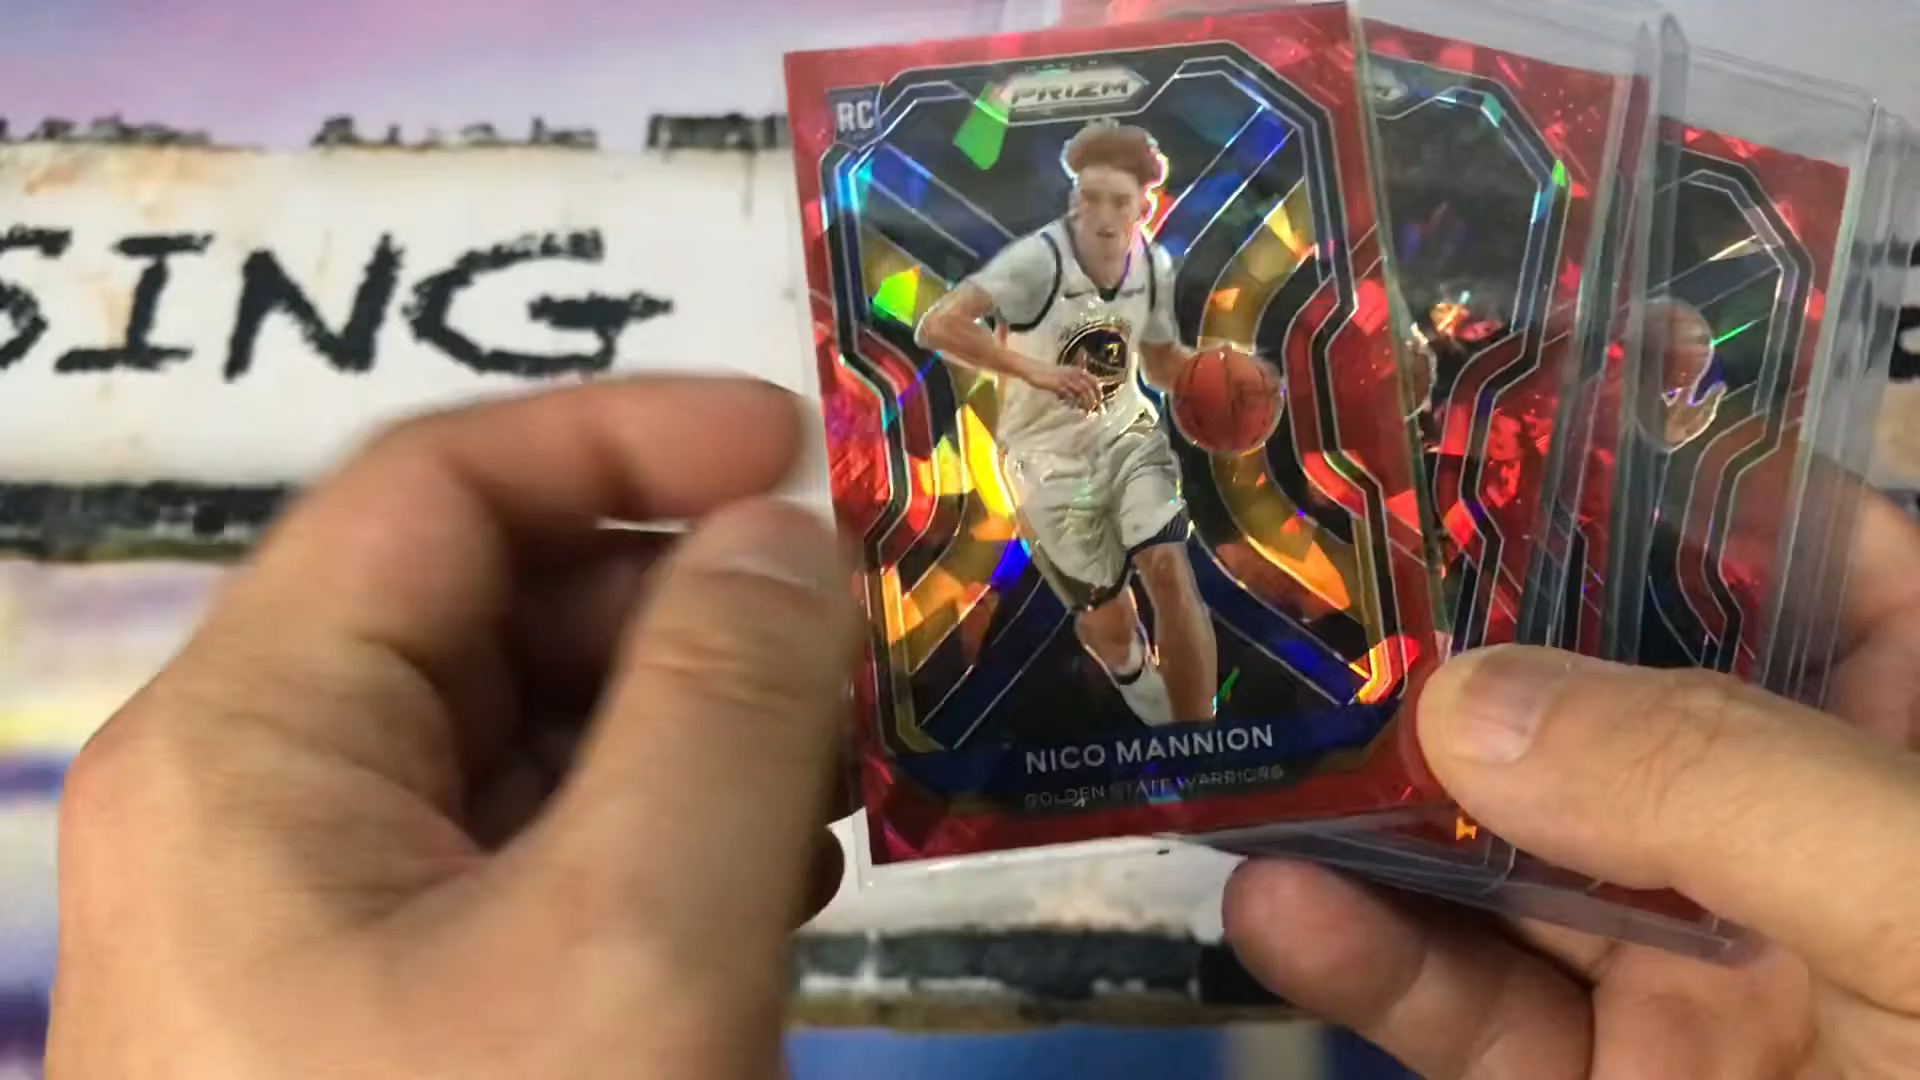 SING
PRIZM
RC
NICO MANNION
GOLDEN STATE WARRIORS